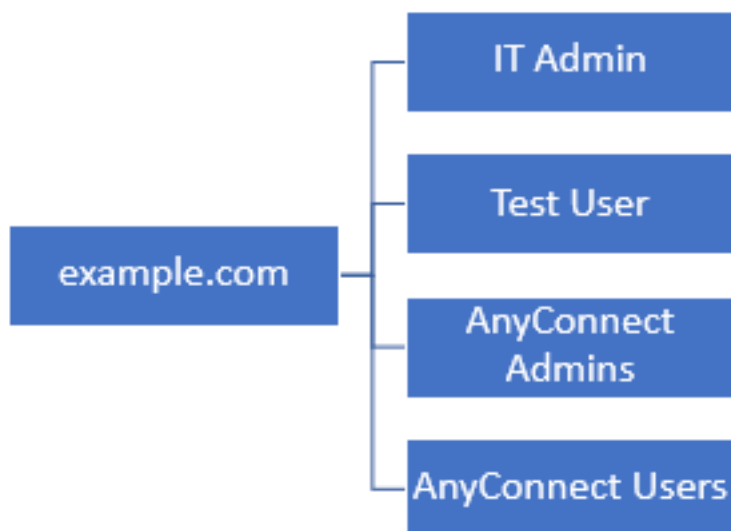 IT Admin
Test User
example.com
AnyConnect
Admins
AnyConnect Users